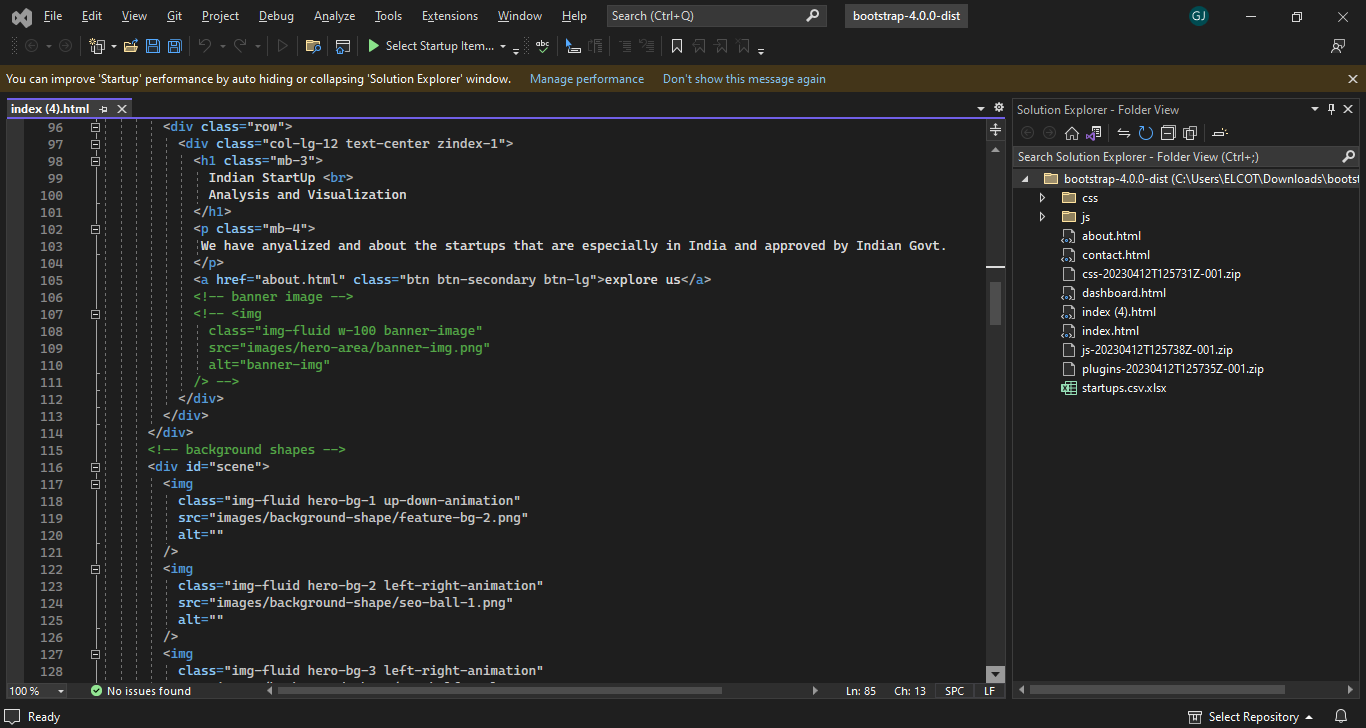 File Edit View Git Project Debug Analyze Tools Extensions Window Help Search (Ctrl+Q) bootstrap-4.0.0-dist GJ
Select Startup Item...
You can improve 'Startup' performance by auto hiding or collapsing 'Solution Explorer' window. Manage performance Don't show this message again
index (4).html
96 <div class="row">
97 <div class="col-lg-12 text-center zindex-1">
98 <h1 class="mb-3">
99 Indian StartUp <br>
100 Analysis and Visualization
101 </h1>
102 <p class="mb-4">
103 We have anyalized and about the startups that are especially in India and approved by Indian Govt.
104 </p>
105 <a href="about.html" class="btn btn-secondary btn-lg">explore us</a>
106 <!-- banner image -->
107 <!-- <img
108 class="img-fluid w-100 banner-image"
109 src="images/hero-area/banner-img.png"
110 alt="banner-img"
111 /> -->
112 </div>
113 </div>
114 </div>
115 <!-- background shapes -->
116 <div id="scene">
117 <img
118 class="img-fluid hero-bg-1 up-down-animation"
119 src="images/background-shape/feature-bg-2.png"
120 alt=""
121 />
122 <img
123 class="img-fluid hero-bg-2 left-right-animation"
124 src="images/background-shape/seo-ball-1.png"
125 alt=""
126 />
127 <img
128 class="img-fluid hero-bg-3 left-right-animation"
100 % No issues found Ln: 85 Ch: 13 SPC LF
Solution Explorer - Folder View
Search Solution Explorer - Folder View (Ctrl+;)
bootstrap-4.0.0-dist (C:\Users\ELCOT\Downloads\bootst
css
js
about.html
contact.html
css-20230412T125731Z-001.zip
dashboard.html
index (4).html
index.html
js-20230412T125738Z-001.zip
plugins-20230412T125735Z-001.zip
startups.csv.xlsx
Ready Select Repository